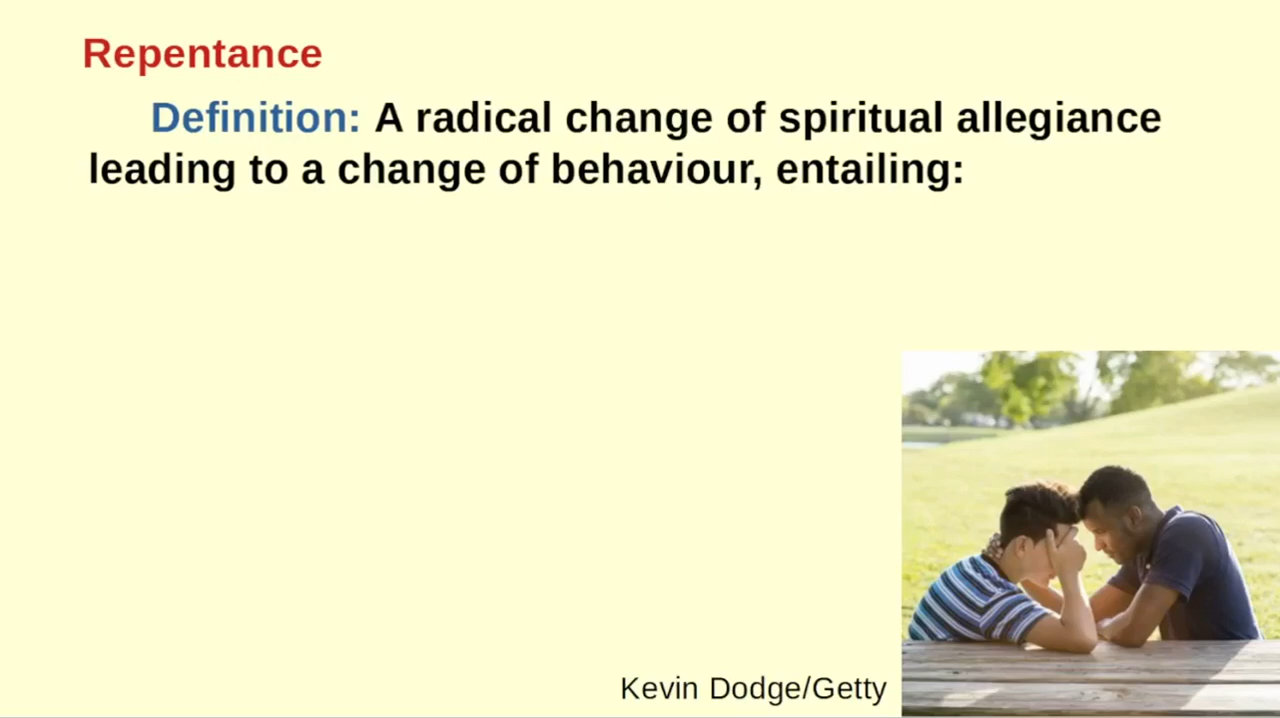 Repentance
Definition: A radical change of spiritual allegiance
leading to a change of behaviour, entailing:
Kevin Dodge/Getty